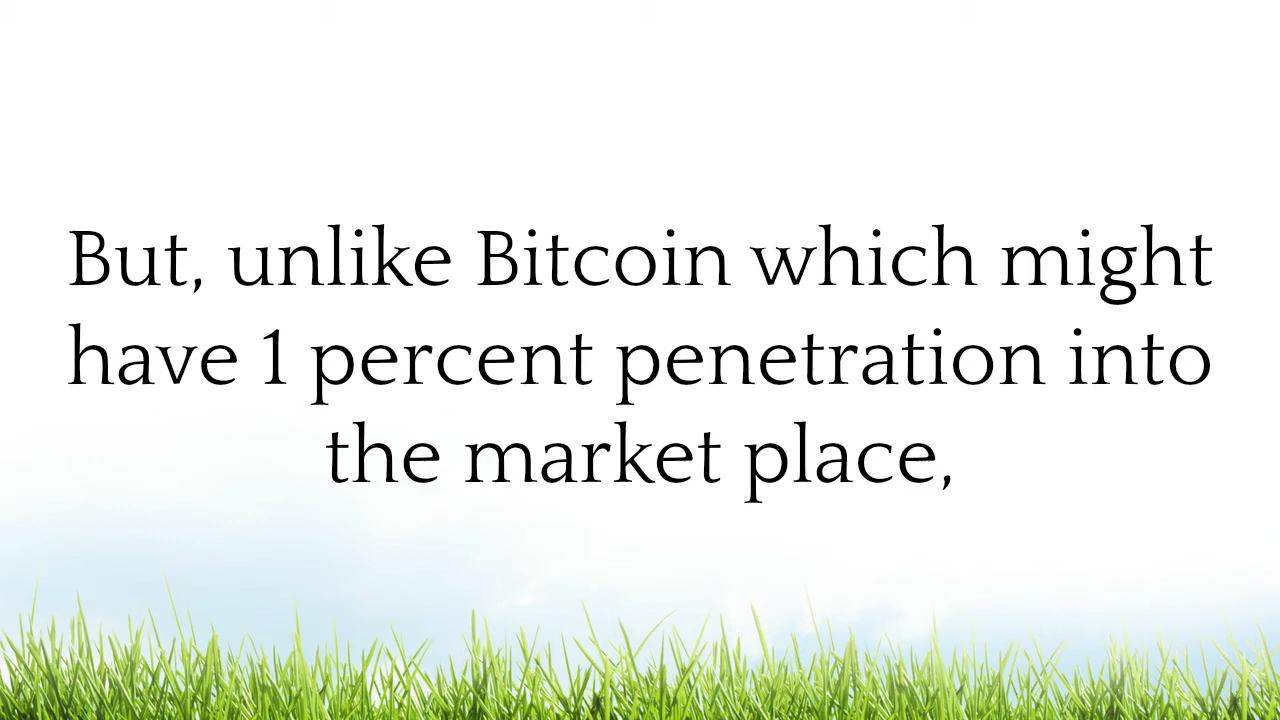 But, unlike Bitcoin which might
have 1 percent penetration into
the market place,